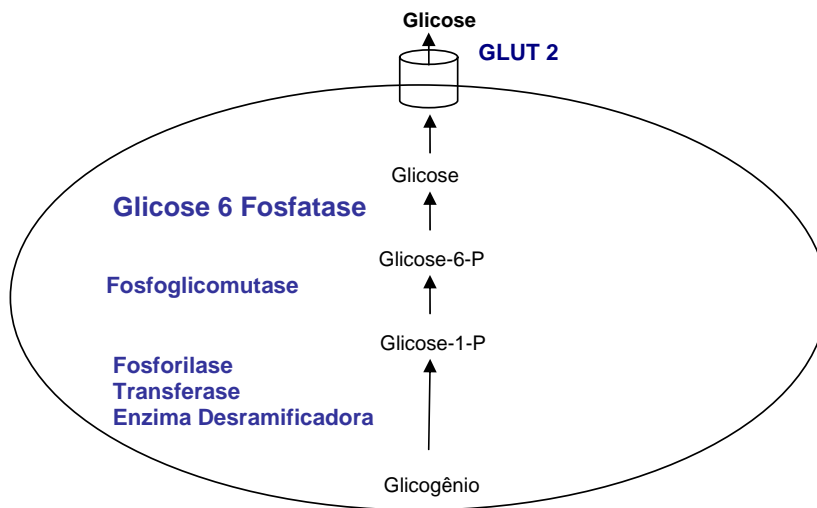 Glicose
GLUT 2
Glicose
Glicose 6 Fosfatase
Glicose-6-P
Fosfoglicomutase
Glicose-1-P
Fosforilase
Transferase
Enzima Desramificadora
Glicogênio